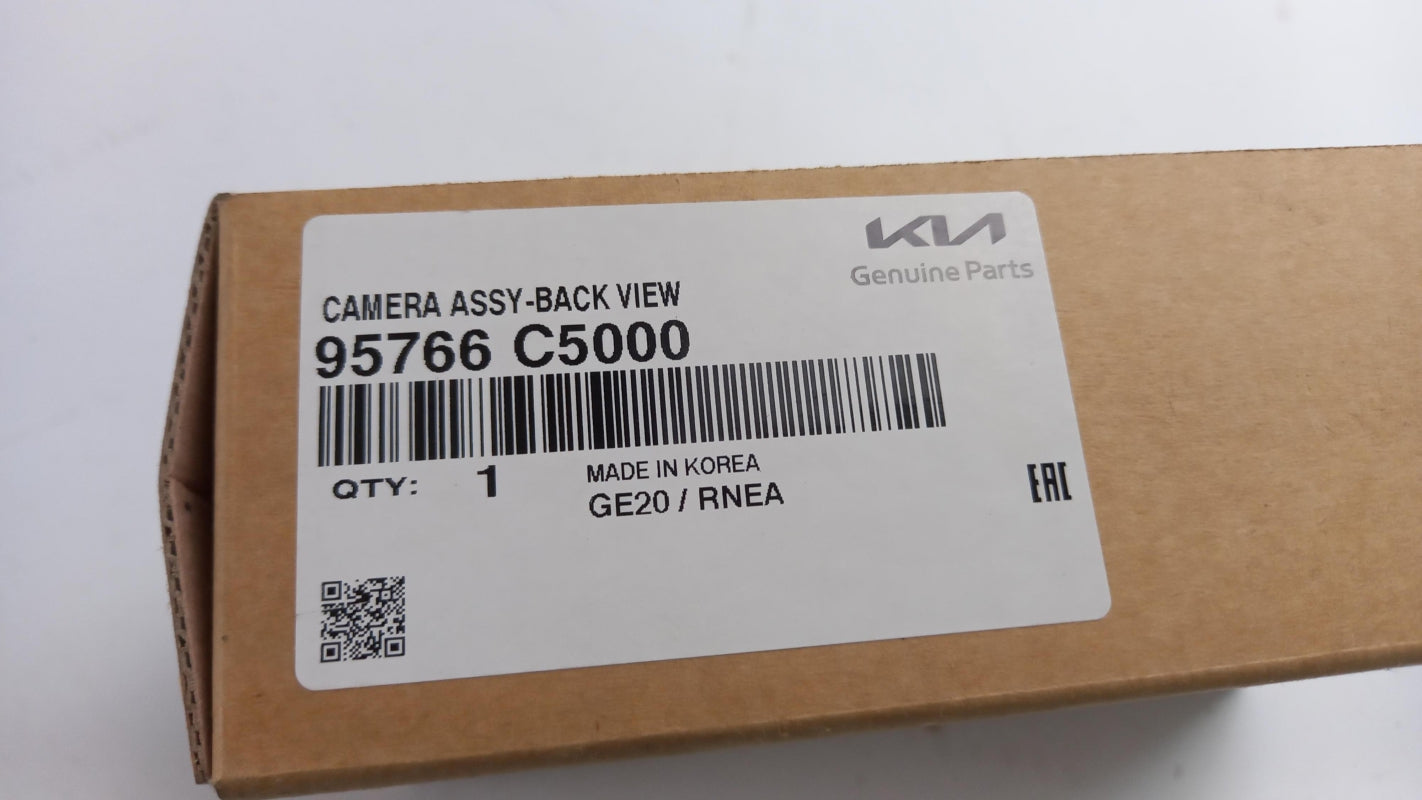 KIA
Genuine Parts
CAMERA ASSY-BACK VIEW
95766 C5000
QTY: 1
MADE IN KOREA
GE20 / RNEA
EAC